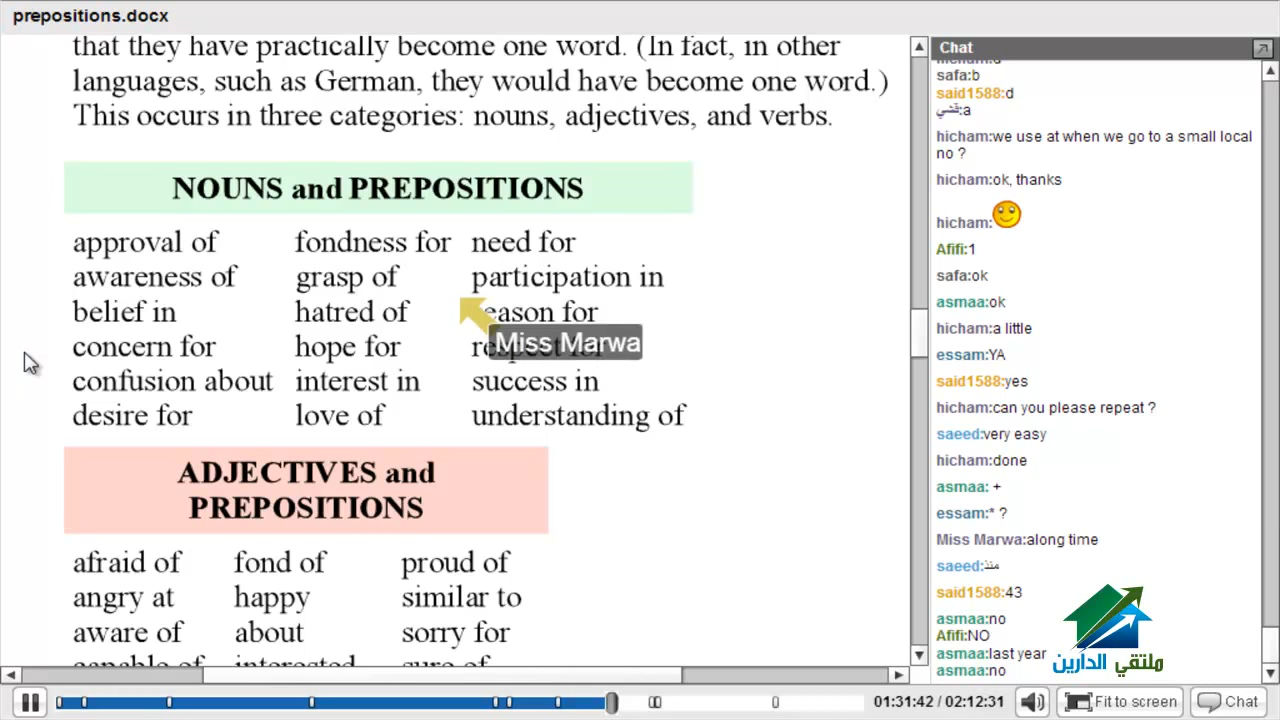 prepositions.docx
that they have practically become one word. (In fact, in other
languages, such as German, they would have become one word.)
This occurs in three categories: nouns, adjectives, and verbs.
NOUNS and PREPOSITIONS
approval of fondness for need for
awareness of grasp of participation in
belief in hatred of reason for
concern for hope for respect for
confusion about interest in success in
desire for love of understanding of
Miss Marwa
ADJECTIVES and
PREPOSITIONS
afraid of fond of proud of
angry at happy similar to
aware of about sorry for
capable of interested sure of
Chat
hicham:d
safa:b
said1588:d
قضي:a
hicham:we use at when we go to a small local
no ?
hicham:ok, thanks
hicham:
Afifi:1
safa:ok
asmaa:ok
hicham:a little
essam:YA
said1588:yes
hicham:can you please repeat ?
saeed:very easy
hicham:done
asmaa: +
essam:* ?
Miss Marwa:along time
saeed:منذ
said1588:43
asmaa:no
Afifi:NO
asmaa:last year
asmaa:no
ملتقي الدارين
01:31:42 / 02:12:31
Fit to screen
Chat